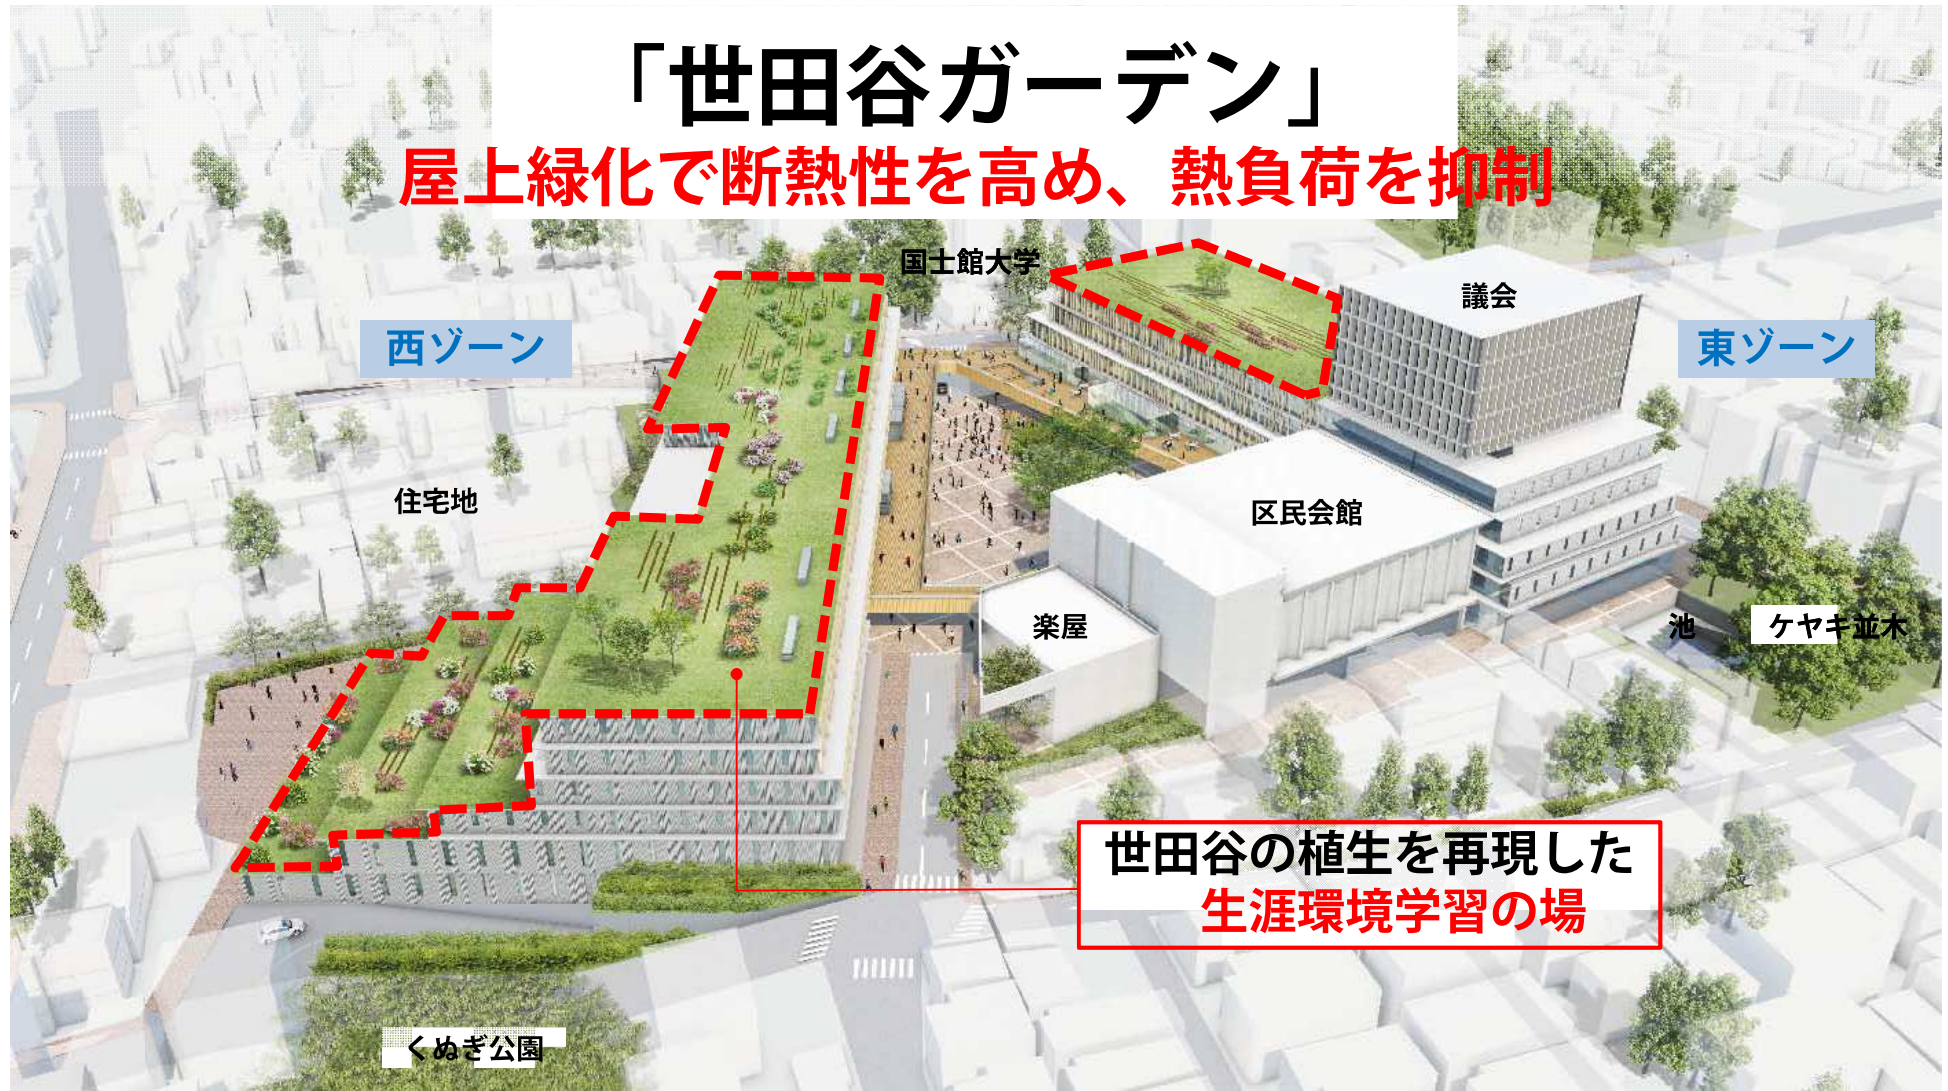 「世田谷ガーデン」
屋上緑化で断熱性を高め、熱負荷を抑制
国士館大学
議会
西ゾーン
東ゾーン
住宅地
区民会館
楽屋
池
ケヤキ並木
世田谷の植生を再現した
生涯環境学習の場
くぬぎ公園